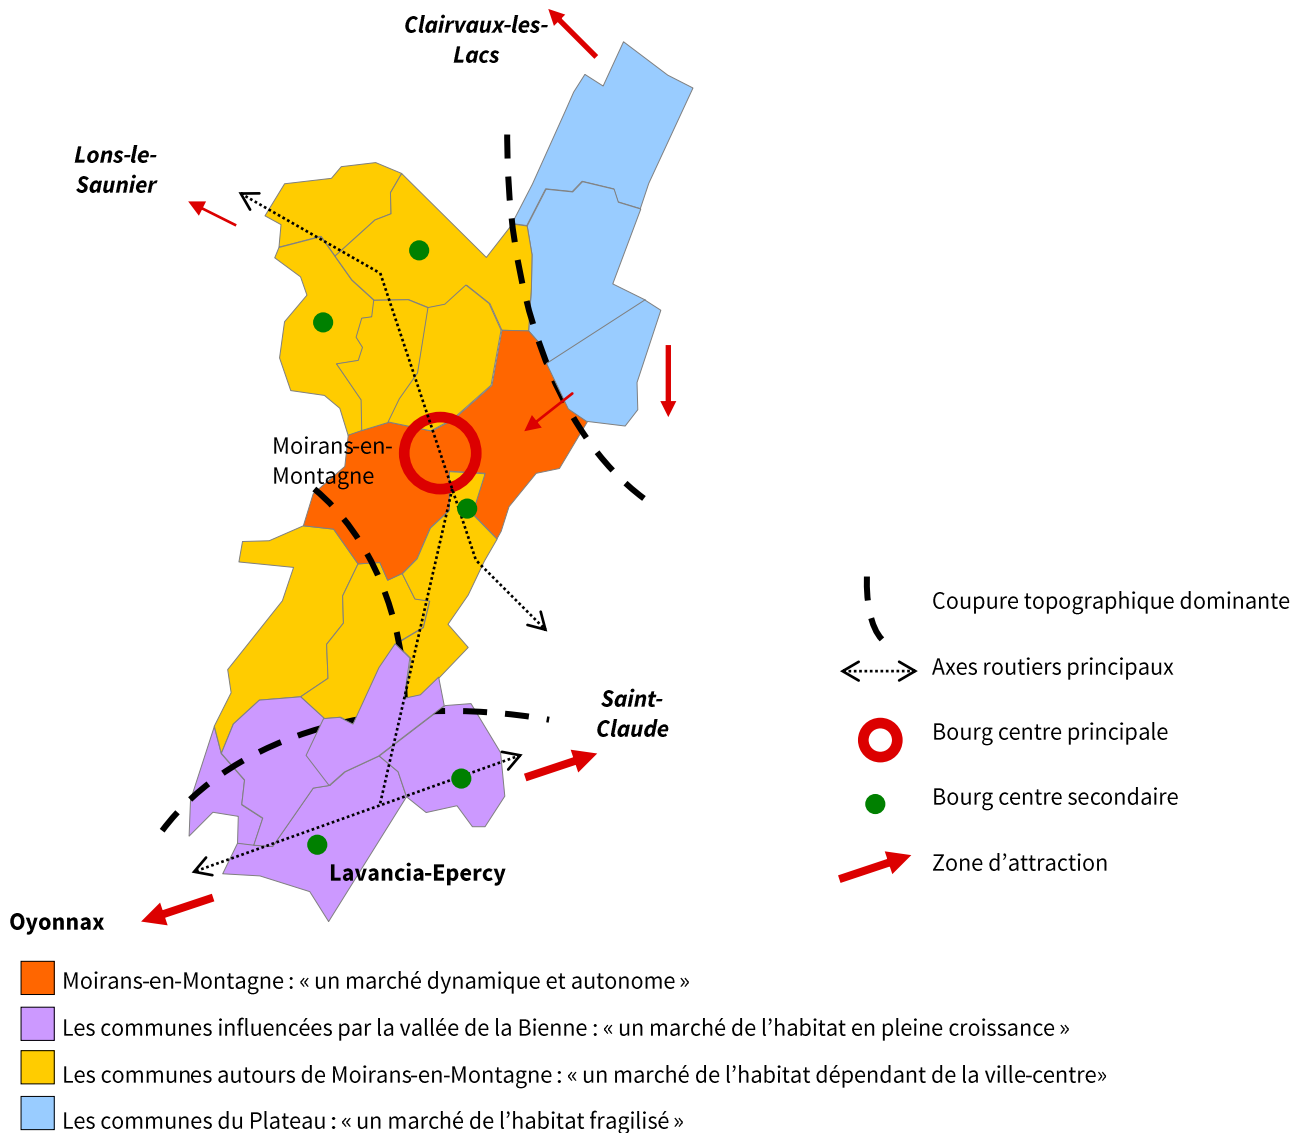 Clairvaux-les-
Lacs
Lons-le-
Saunier
Moirans-en-
Montagne
Coupure topographique dominante
Axes routiers principaux
Saint-
Claude
Bourg centre principale
Bourg centre secondaire
Zone d'attraction
Lavancia-Epercy
Oyonnax
Moirans-en-Montagne : « un marché dynamique et autonome »
Les communes influencées par la vallée de la Bienne : « un marché de l'habitat en pleine croissance »
Les communes autours de Moirans-en-Montagne : « un marché de l'habitat dépendant de la ville-centre»
Les communes du Plateau : « un marché de l'habitat fragilisé »